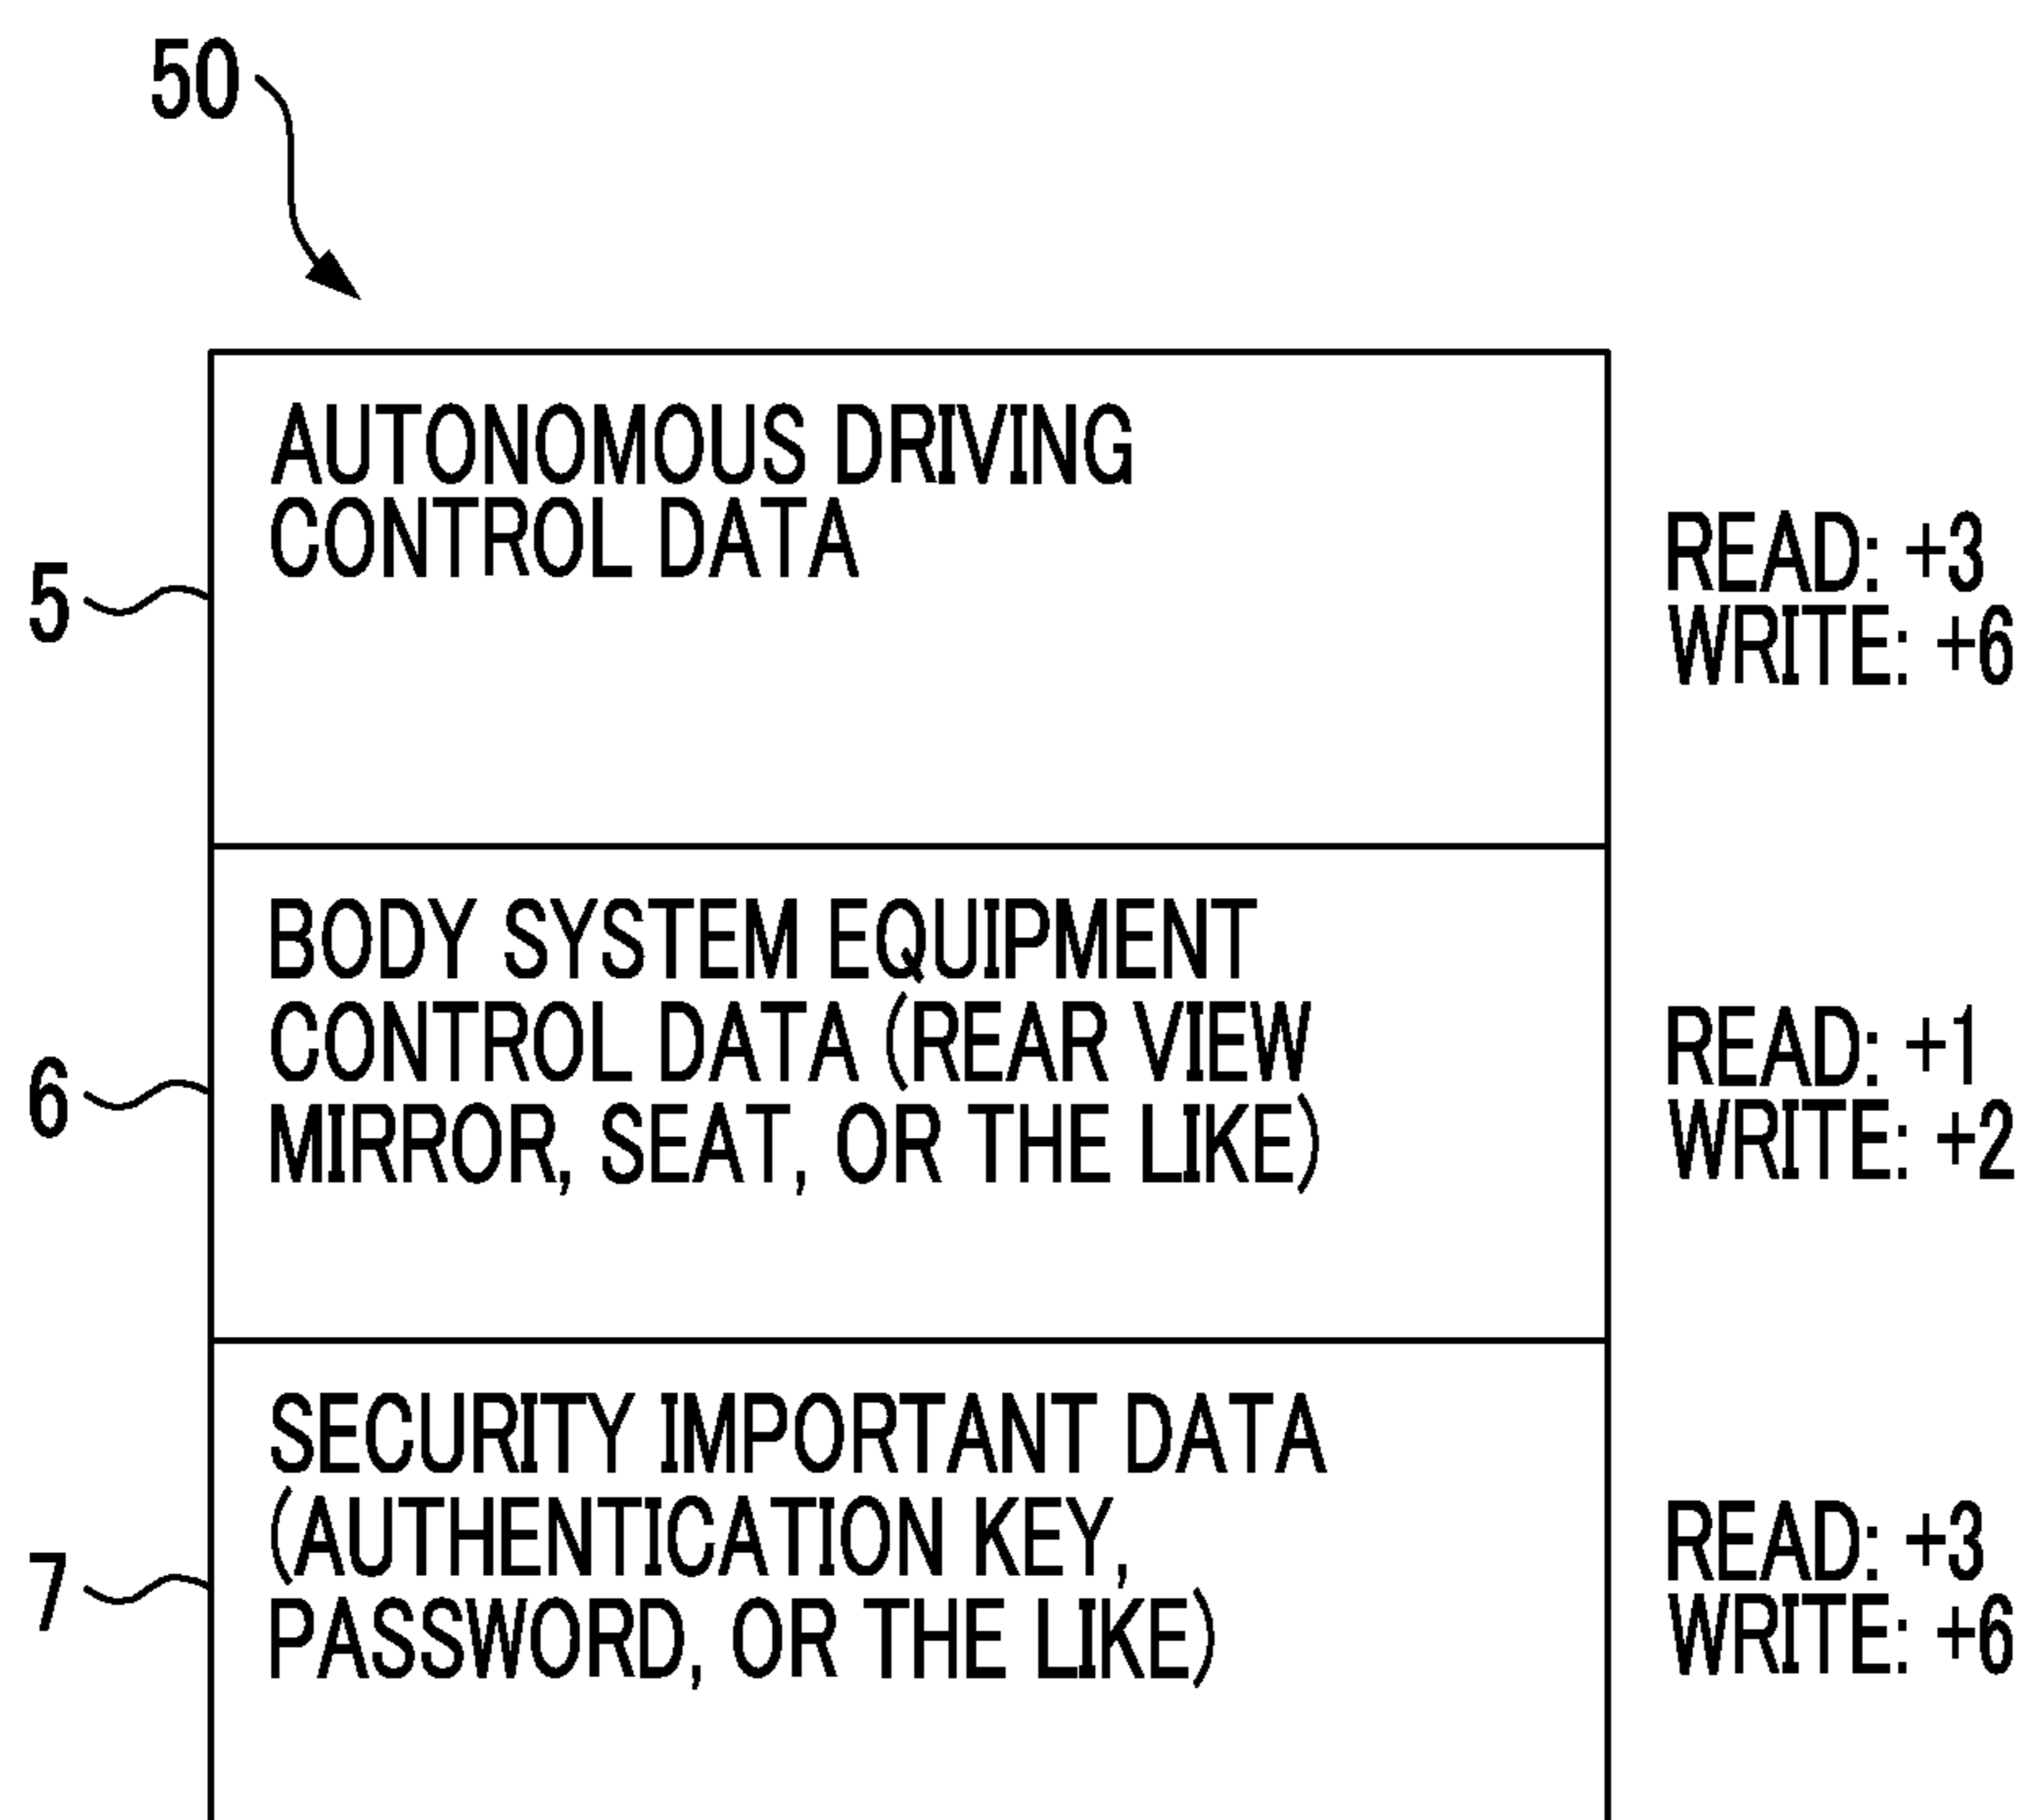 50
AUTONOMOUS DRIVING
CONTROL DATA
5
READ: +3
WRITE: +6
BODY SYSTEM EQUIPMENT
CONTROL DATA (REAR VIEW
MIRROR, SEAT, OR THE LIKE)
6
READ: +1
WRITE: +2
SECURITY IMPORTANT DATA
(AUTHENTICATION KEY,
PASSWORD, OR THE LIKE)
7
READ: +3
WRITE: +6